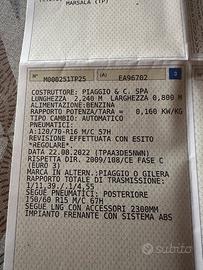 MARSALA (TP)
N° M000251TP25 (A) EA96702 3
COSTRUTTORE: PIAGGIO & C. SPA
LUNGHEZZA 2,240 M LARGHEZZA 0,800 M
ALIMENTAZIONE:BENZINA
RAPPORTO POTENZA/TARA = 0,160 KW/KG
TIPO CAMBIO: AUTOMATICO
PNEUMATICI:
A:120/70-R16 M/C 57H
REVISIONE EFFETTUATA CON ESITO
*REGOLARE*
DATA 22.08.2022 (TPAA3DE5NWN)
RISPETTA DIR. 2009/108/CE FASE C
(EURO 3)
MARCA IN ALTERN.:PIAGGIO O GILERA
RAPPORTO TOTALE DI TRASMISSIONE:
1/11,39./.1/4,55
SEGUE PNEUMATICI: POSTERIORE
150/60 R15 M/C 67H
SEGUE LNG CON ACCESSORI 2300MM
IMPIANTO FRENANTE CON SISTEMA ABS
subito